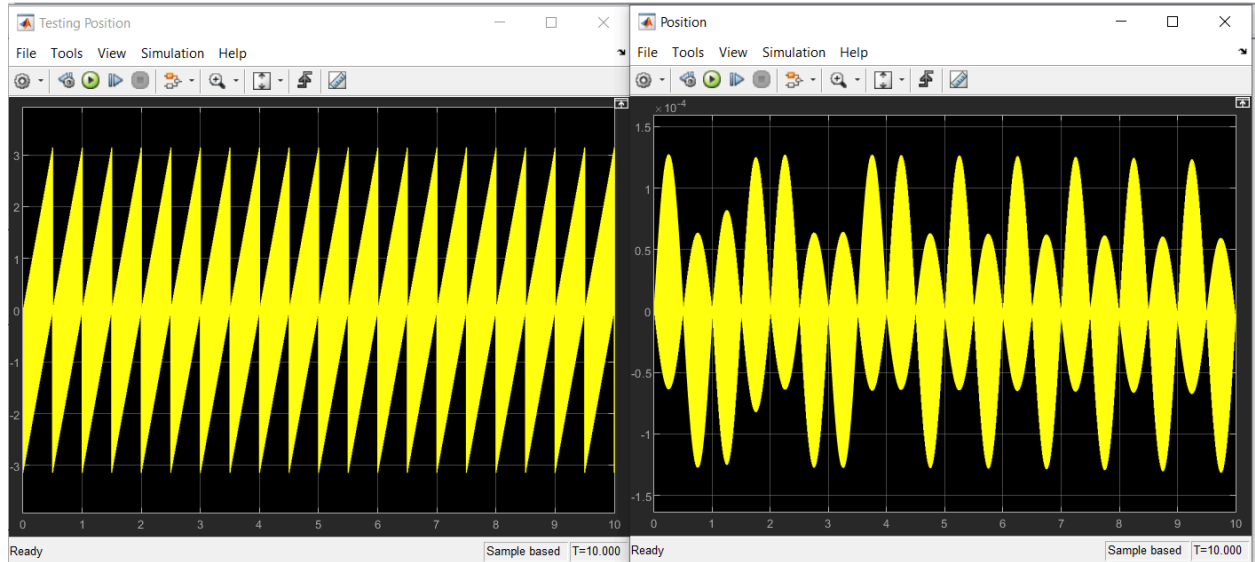 Testing Position
File Tools View Simulation Help
3
2
1
0
-1
-2
-3
0 1 2 3 4 5 6 7 8 9 10
Ready Sample based T=10.000
Position
File Tools View Simulation Help
×10⁻⁴
1.5
1
0.5
0
-0.5
-1
-1.5
0 1 2 3 4 5 6 7 8 9 10
Ready Sample based T=10.000